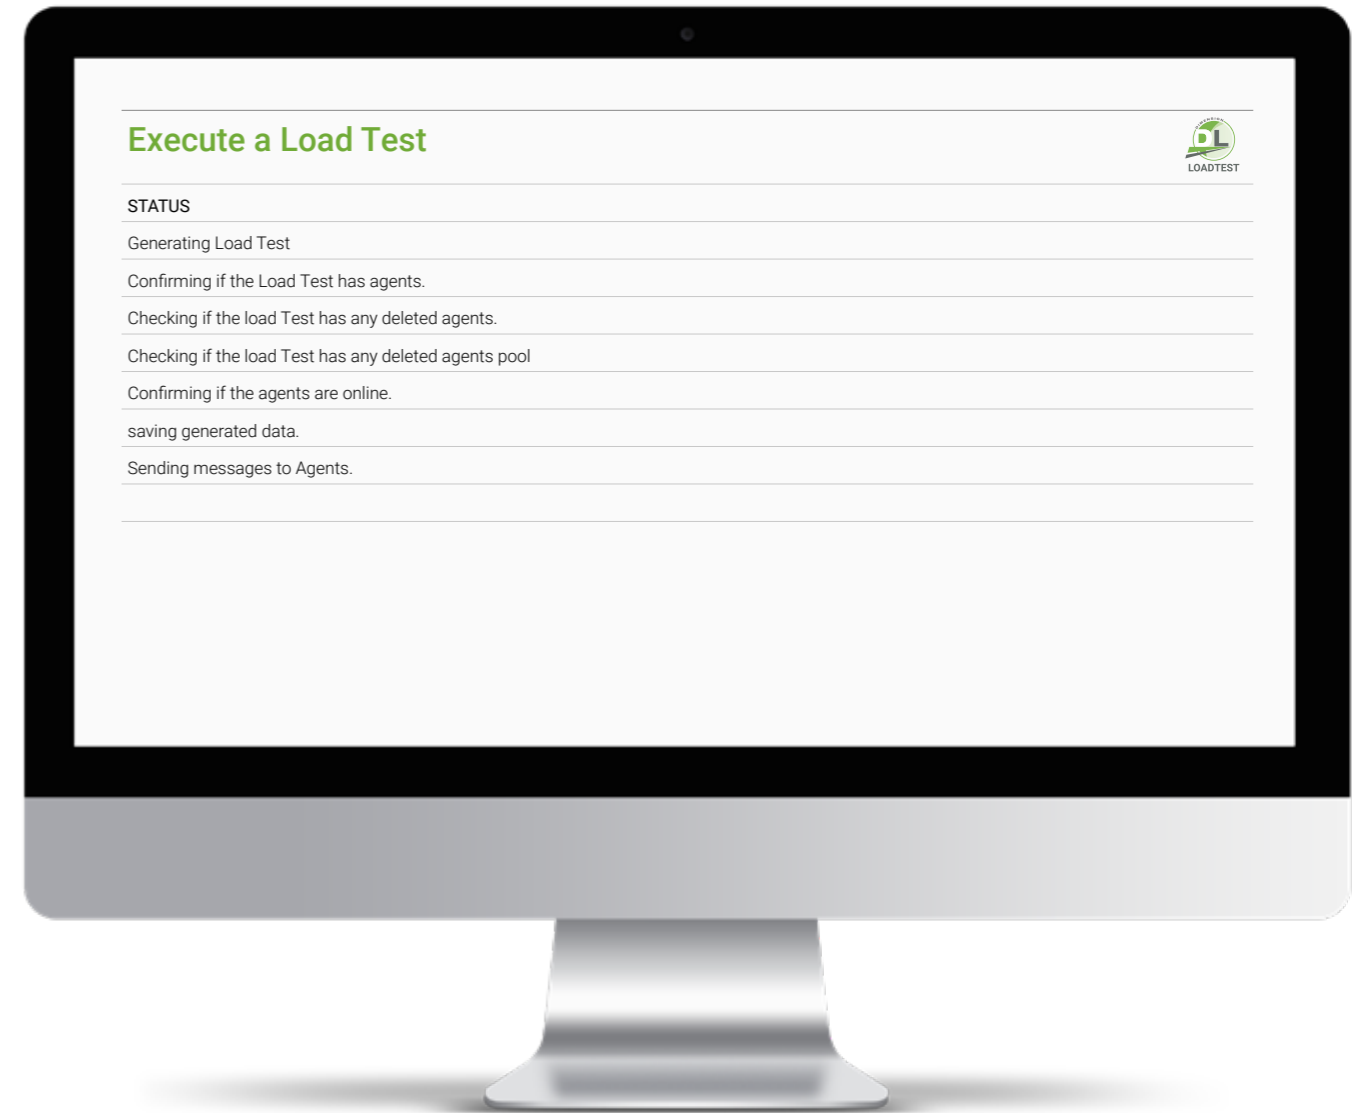 Execute a Load Test
DIMENSION
DL
LOADTEST
STATUS
Generating Load Test
Confirming if the Load Test has agents.
Checking if the load Test has any deleted agents.
Checking if the load Test has any deleted agents pool
Confirming if the agents are online.
saving generated data.
Sending messages to Agents.